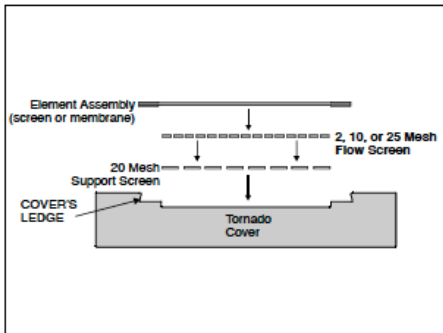 Element Assembly
(screen or membrane)
2, 10, or 25 Mesh
Flow Screen
20 Mesh
Support Screen
COVER'S
LEDGE
Tornado
Cover